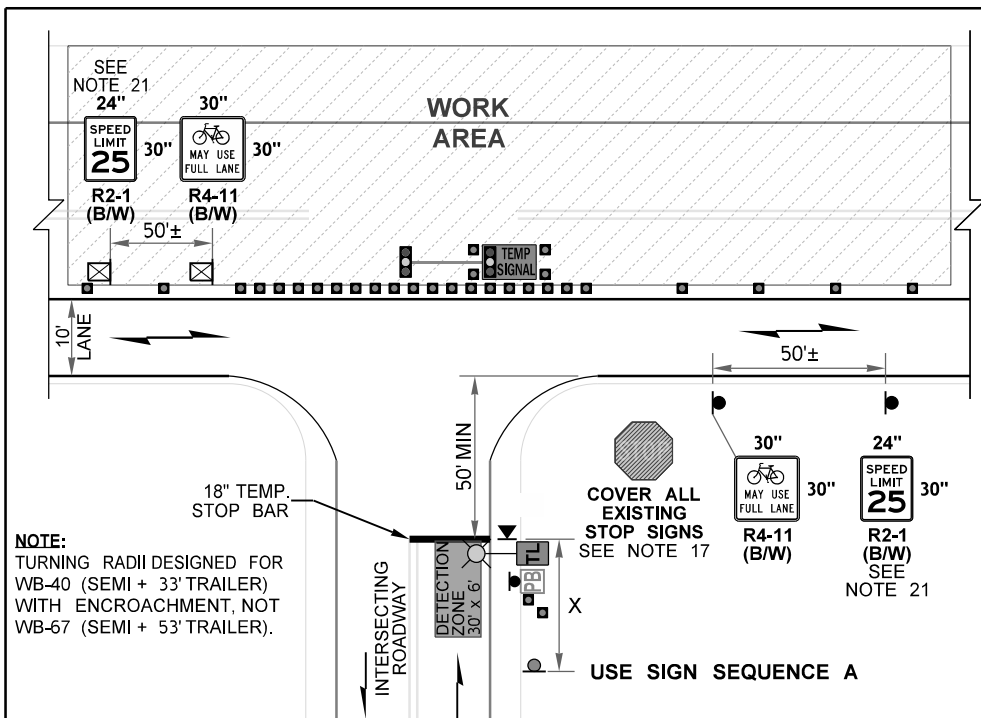 SEE
NOTE 21
24"
30"
WORK
AREA
SPEED
LIMIT
25
30"
MAY USE
FULL LANE
30"
R2-1
(B/W)
R4-11
(B/W)
50'±
TEMP
SIGNAL
10'
LANE
50'±
50' MIN
STOP
30"
24"
18" TEMP.
STOP BAR
COVER ALL
EXISTING
STOP SIGNS
SEE NOTE 17
MAY USE
FULL LANE
30"
SPEED
LIMIT
25
30"
R4-11
(B/W)
R2-1
(B/W)
SEE
NOTE 21
NOTE:
TURNING RADII DESIGNED FOR
WB-40 (SEMI + 33' TRAILER)
WITH ENCROACHMENT, NOT
WB-67 (SEMI + 53' TRAILER).
DETECTION
ZONE
30' x 6'
TL
PB
X
INTERSECTING
ROADWAY
USE SIGN SEQUENCE A